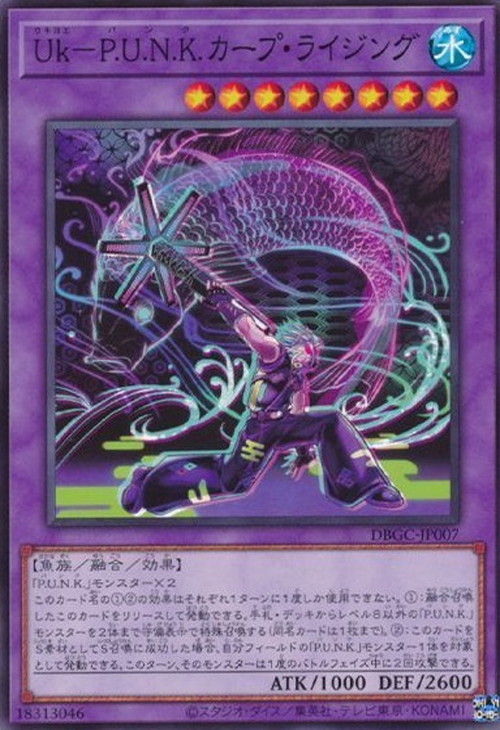 Uk－P.U.N.K.カープ・ライジング
水
DBGC-JP007
【魚族／融合／効果】
「P.U.N.K.」モンスター×２
このカード名の①②の効果はそれぞれ１ターンに１度しか使用できない。①：融合召喚
したこのカードをリリースして発動できる。手札・デッキからレベル８以外の「P.U.N.K.」
モンスターを２体まで守備表示で特殊召喚する（同名カードは１枚まで）。②：このカードを
S素材としてS召喚に成功した場合、自分フィールドの「P.U.N.K.」モンスター１体を対象
として発動できる。このターン、そのモンスターは１度のバトルフェイズ中に２回攻撃できる。
ATK/1000 DEF/2600
18313046
©スタジオ・ダイス／集英社・テレビ東京・KONAMI